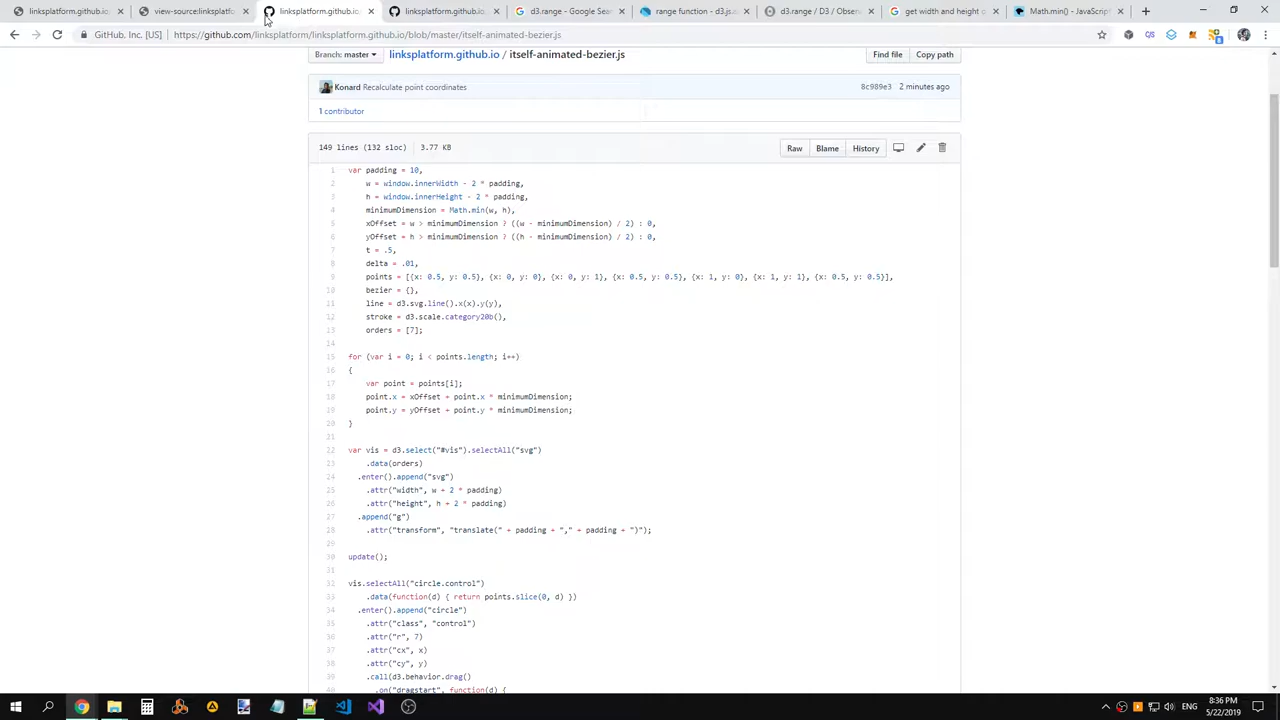 linksplatform.github.io
view-source:linksplatfo
linksplatform.github.io
linksplatform.github.io
d3.range - Google Sea
range function - d3.js
d3.range / D3 / Observ
get width and height o
Math.min() - JavaScript
GitHub, Inc. [US]
https://github.com/linksplatform/linksplatform.github.io/blob/master/itself-animated-bezier.js
Branch: master
linksplatform.github.io / itself-animated-bezier.js
Find file
Copy path
Konard Recalculate point coordinates
8c989e3 2 minutes ago
1 contributor
149 lines (132 sloc) 3.77 KB
Raw
Blame
History
1 var padding = 10,
2 w = window.innerWidth - 2 * padding,
3 h = window.innerHeight - 2 * padding,
4 minimumDimension = Math.min(w, h),
5 xOffset = w > minimumDimension ? ((w - minimumDimension) / 2) : 0,
6 yOffset = h > minimumDimension ? ((h - minimumDimension) / 2) : 0,
7 t = .5,
8 delta = .01,
9 points = [{x: 0.5, y: 0.5}, {x: 0, y: 0}, {x: 0, y: 1}, {x: 0.5, y: 0.5}, {x: 1, y: 0}, {x: 1, y: 1}, {x: 0.5, y: 0.5}],
10 bezier = {},
11 line = d3.svg.line().x(x).y(y),
12 stroke = d3.scale.category20b(),
13 orders = [7];
14
15 for (var i = 0; i < points.length; i++)
16 {
17 var point = points[i];
18 point.x = xOffset + point.x * minimumDimension;
19 point.y = yOffset + point.y * minimumDimension;
20 }
21
22 var vis = d3.select("#vis").selectAll("svg")
23 .data(orders)
24 .enter().append("svg")
25 .attr("width", w + 2 * padding)
26 .attr("height", h + 2 * padding)
27 .append("g")
28 .attr("transform", "translate(" + padding + "," + padding + ")");
29
30 update();
31
32 vis.selectAll("circle.control")
33 .data(function(d) { return points.slice(0, d) })
34 .enter().append("circle")
35 .attr("class", "control")
36 .attr("r", 7)
37 .attr("cx", x)
38 .attr("cy", y)
39 .call(d3.behavior.drag()
40 .on("dragstart", function(d) {
ENG
8:36 PM
5/22/2019